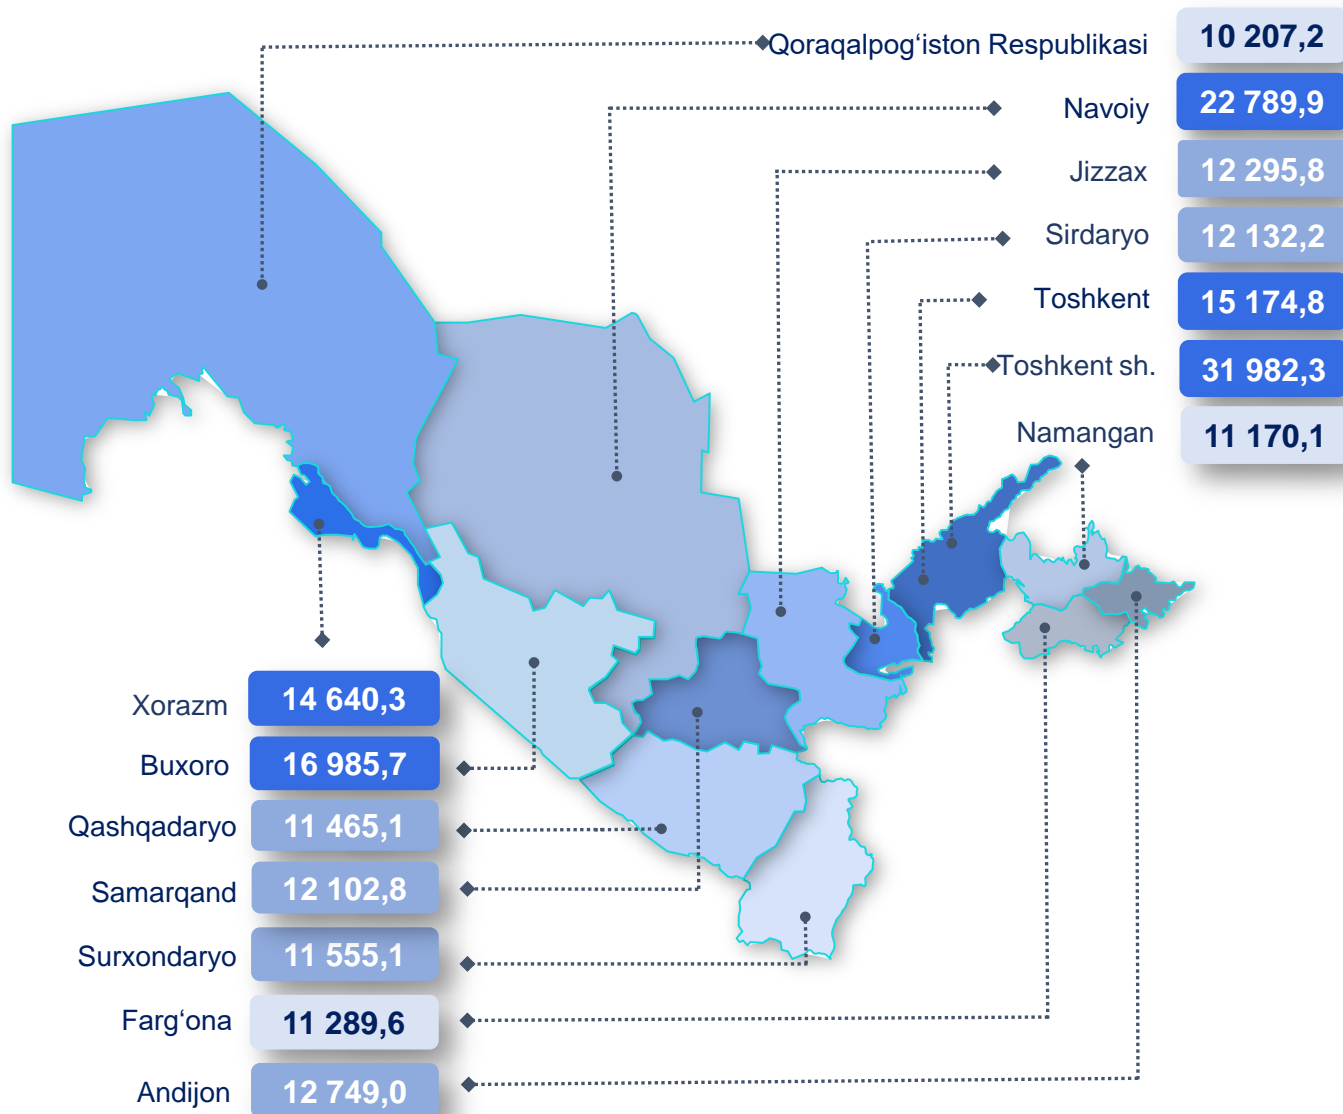 Qoraqalpog‘iston Respublikasi 10 207,2
Navoiy 22 789,9
Jizzax 12 295,8
Sirdaryo 12 132,2
Toshkent 15 174,8
Toshkent sh. 31 982,3
Namangan 11 170,1
Xorazm 14 640,3
Buxoro 16 985,7
Qashqadaryo 11 465,1
Samarqand 12 102,8
Surxondaryo 11 555,1
Farg‘ona 11 289,6
Andijon 12 749,0